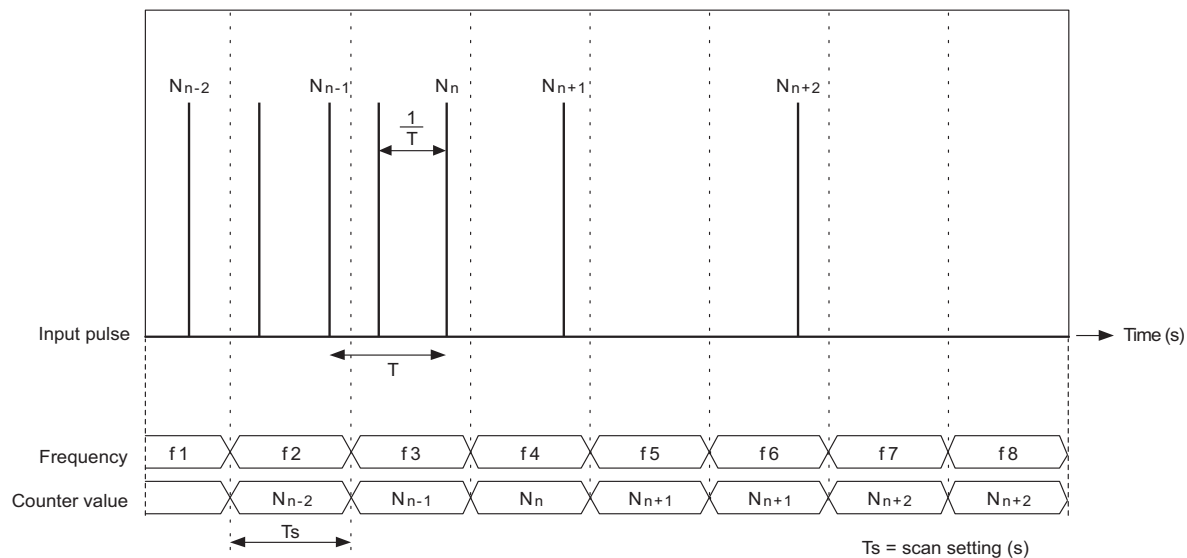 Nn-2 Nn-1 Nn Nn+1 Nn+2
1
T
Input pulse
Time (s)
T
Frequency f1 f2 f3 f4 f5 f6 f7 f8
Counter value Nn-2 Nn-1 Nn Nn+1 Nn+1 Nn+2 Nn+2
Ts
Ts = scan setting (s)